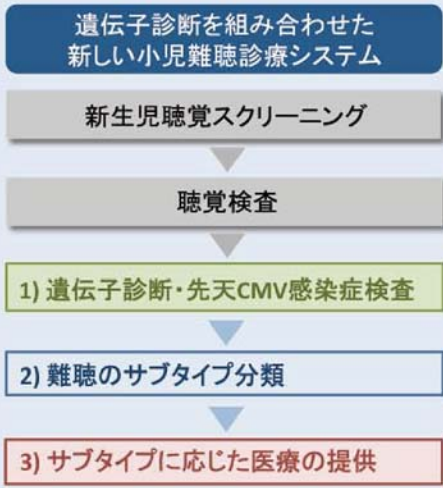 遺伝子診断を組み合わせた
新しい小児難聴診療システム
新生児聴覚スクリーニング
聴覚検査
1) 遺伝子診断・先天CMV感染症検査
2) 難聴のサブタイプ分類
3) サブタイプに応じた医療の提供